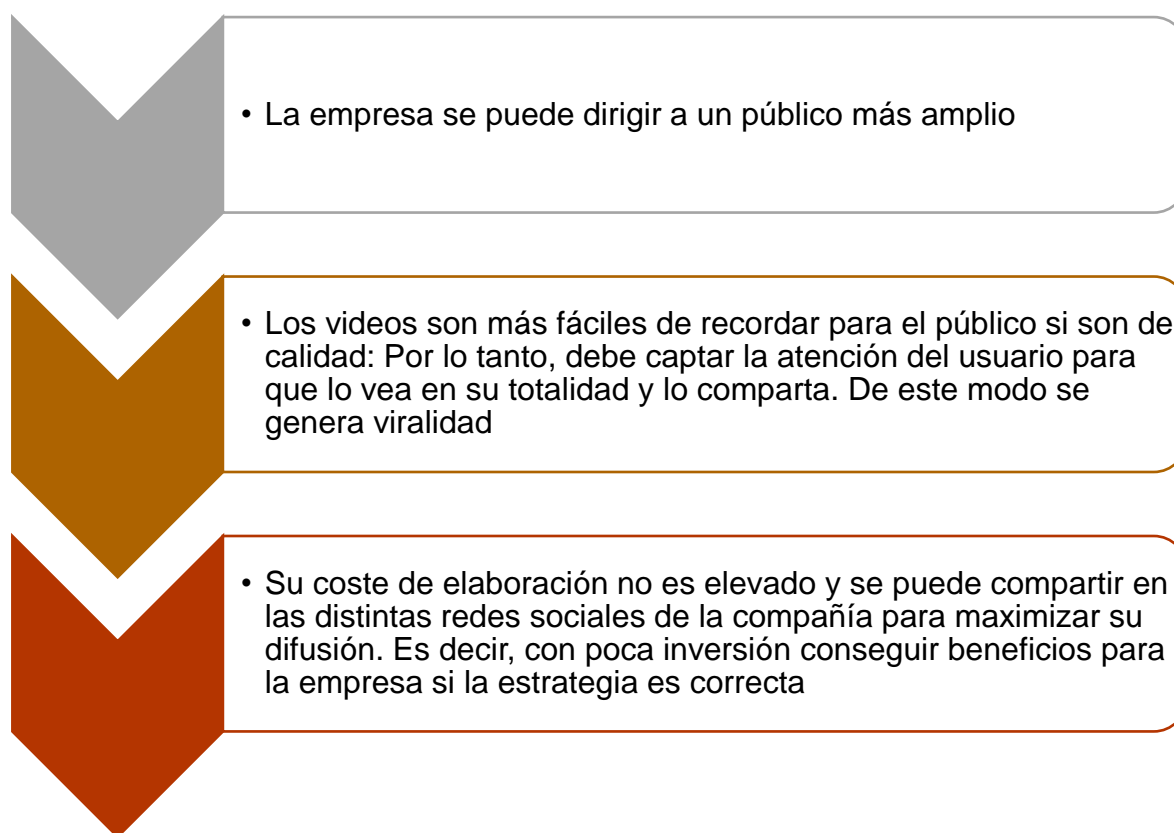 • La empresa se puede dirigir a un público más amplio
• Los videos son más fáciles de recordar para el público si son de
calidad: Por lo tanto, debe captar la atención del usuario para
que lo vea en su totalidad y lo comparta. De este modo se
genera viralidad
• Su coste de elaboración no es elevado y se puede compartir en
las distintas redes sociales de la compañía para maximizar su
difusión. Es decir, con poca inversión conseguir beneficios para
la empresa si la estrategia es correcta